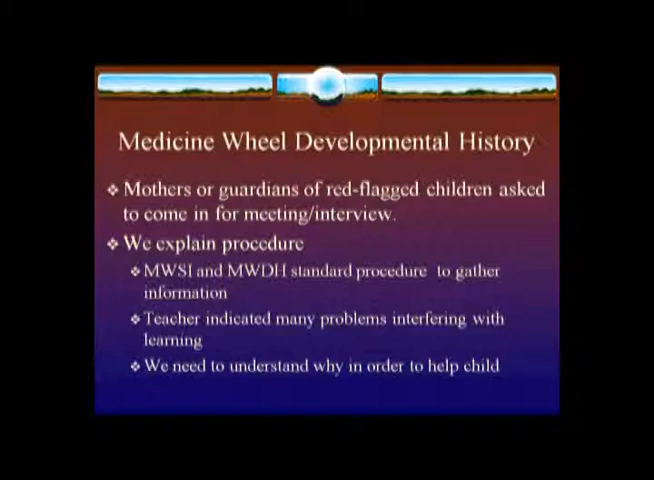 Medicine Wheel Developmental History
❖ Mothers or guardians of red-flagged children asked
to come in for meeting/interview.
❖ We explain procedure
❖ MWSI and MWDH standard procedure to gather
information
❖ Teacher indicated many problems interfering with
learning
❖ We need to understand why in order to help child